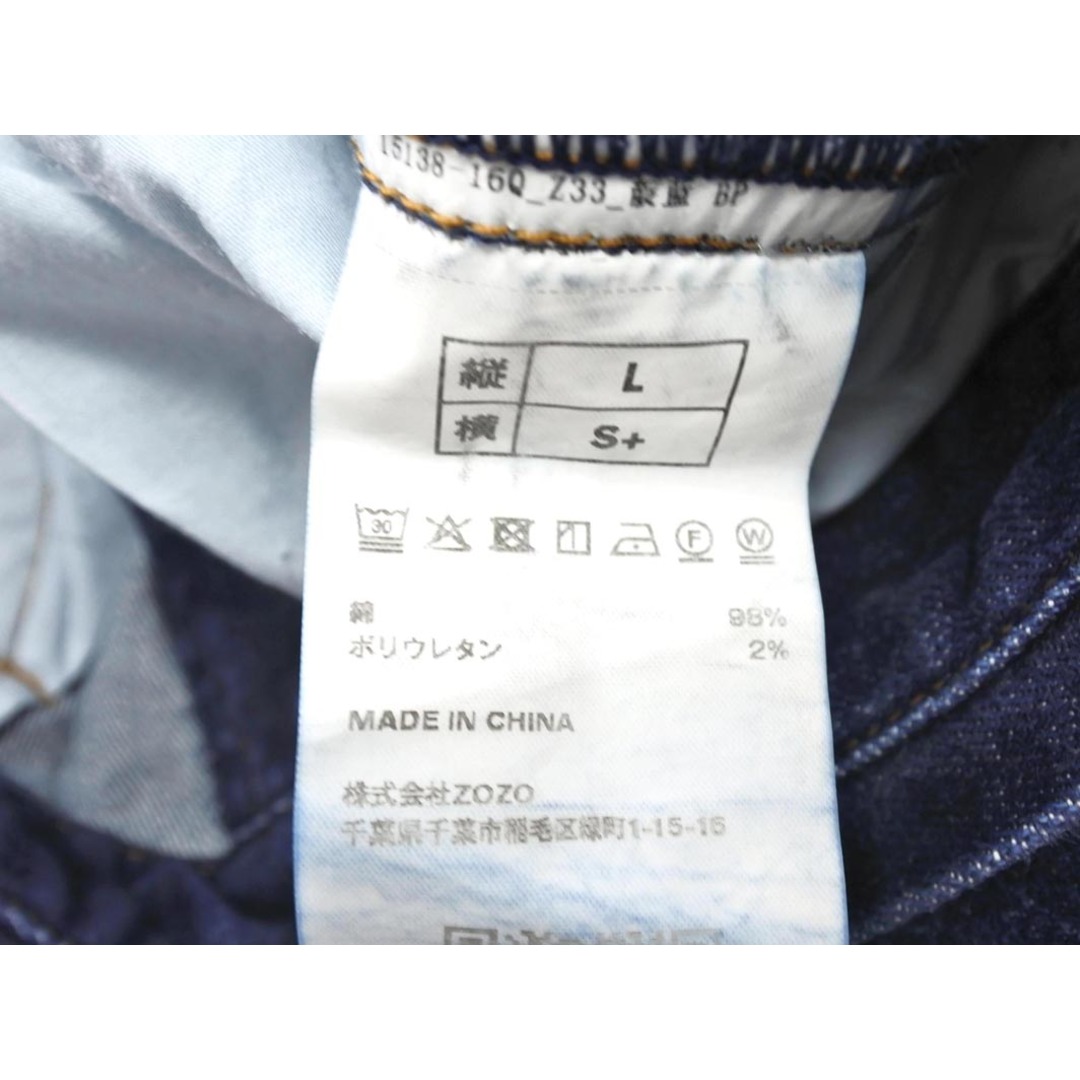 15138-16Q_Z33_靛藍 BP
縦 L
横 S+
30 F W
綿 98%
ポリウレタン 2%
MADE IN CHINA
株式会社ZOZO
千葉県千葉市稲毛区緑町1-15-16